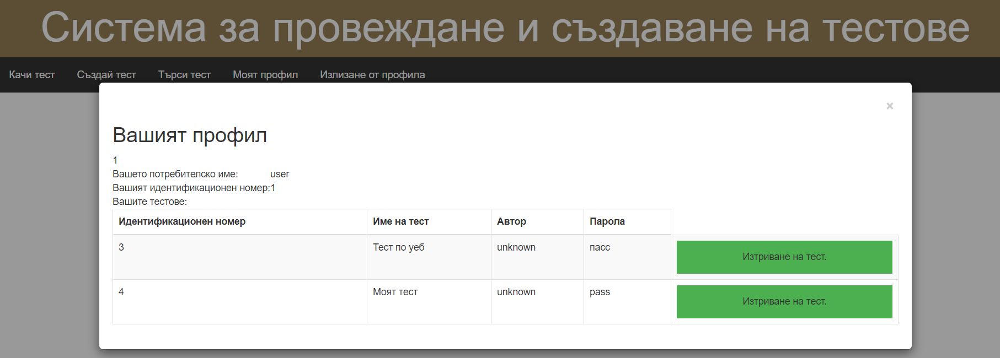 Система за провеждане и създаване на тестове
Качи тест Създай тест Търси тест Моят профил Излизане от профила
×
Вашият профил
1
Вашето потребителско име: user
Вашият идентификационен номер:1
Вашите тестове:
Идентификационен номер Име на тест Автор Парола
3 Тест по уеб unknown пасс Изтриване на тест.
4 Моят тест unknown pass Изтриване на тест.